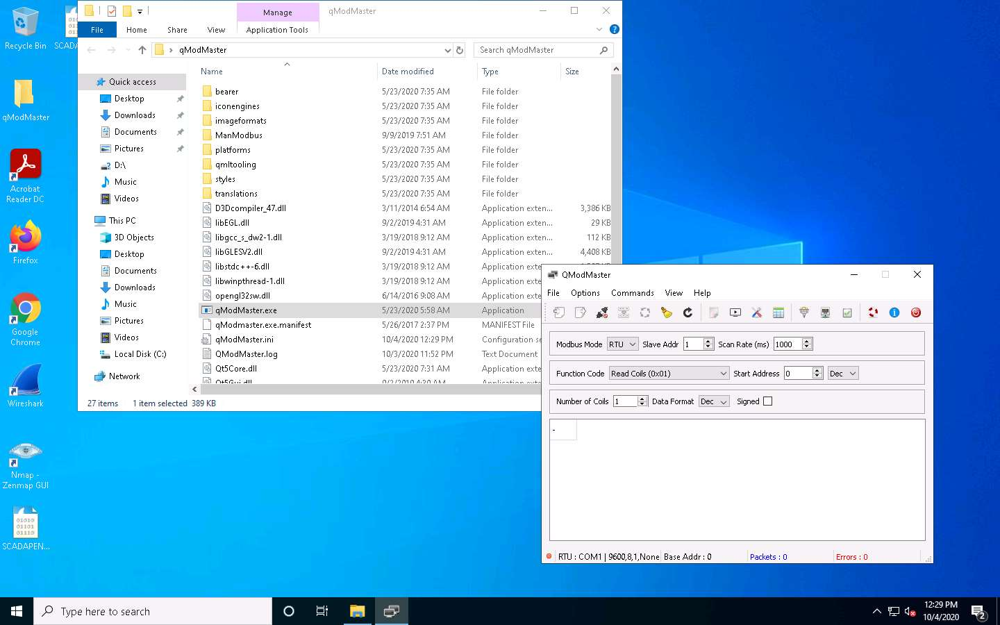 Recycle Bin
SCADA
qModMaster
Acrobat
Reader DC
Firefox
Google
Chrome
Wireshark
Nmap -
Zenmap GUI
01010
01101
01110
SCADAPEN...
Manage
qModMaster
File
Home
Share
View
Application Tools
qModMaster
Search qModMaster
Name
Date modified
Type
Size
Quick access
Desktop
Downloads
Documents
Pictures
D:\
Music
Videos
This PC
3D Objects
Desktop
Documents
Downloads
Music
Pictures
Videos
Local Disk (C:)
Network
bearer 5/23/2020 7:35 AM File folder
iconengines 5/23/2020 7:35 AM File folder
imageformats 5/23/2020 7:35 AM File folder
ManModbus 9/9/2019 7:51 AM File folder
platforms 5/23/2020 7:35 AM File folder
qmltooling 5/23/2020 7:35 AM File folder
styles 5/23/2020 7:35 AM File folder
translations 5/23/2020 7:35 AM File folder
D3Dcompiler_47.dll 3/11/2014 6:54 AM Application exten... 3,386 KB
libEGL.dll 9/2/2019 4:31 AM Application exten... 29 KB
libgcc_s_dw2-1.dll 3/19/2018 9:12 AM Application exten... 112 KB
libGLESV2.dll 9/2/2019 4:31 AM Application exten... 4,408 KB
libstdc++-6.dll 3/19/2018 9:12 AM Application exten...
libwinpthread-1.dll 3/19/2018 9:12 AM Application exten
opengl32sw.dll 6/14/2016 9:08 AM Application exten
qModMaster.exe 5/23/2020 5:58 AM Application
qModmaster.exe.manifest 5/26/2017 2:37 PM MANIFEST File
qModMaster.ini 10/4/2020 12:29 PM Configuration se
QModMaster.log 10/3/2020 11:52 PM Text Document
Qt5Core.dll 5/23/2020 7:31 AM Application exte
Qt5Gui.dll 9/2/2019 4:30 AM Application exte
27 items 1 item selected 389 KB
QModMaster
File Options Commands View Help
Modbus Mode RTU Slave Addr 1 Scan Rate (ms) 1000
Function Code Read Coils (0x01) Start Address 0 Dec
Number of Coils 1 Data Format Dec Signed
-
RTU : COM1 | 9600,8,1,None Base Addr : 0 Packets : 0 Errors : 0
Type here to search
12:29 PM
10/4/2020
2